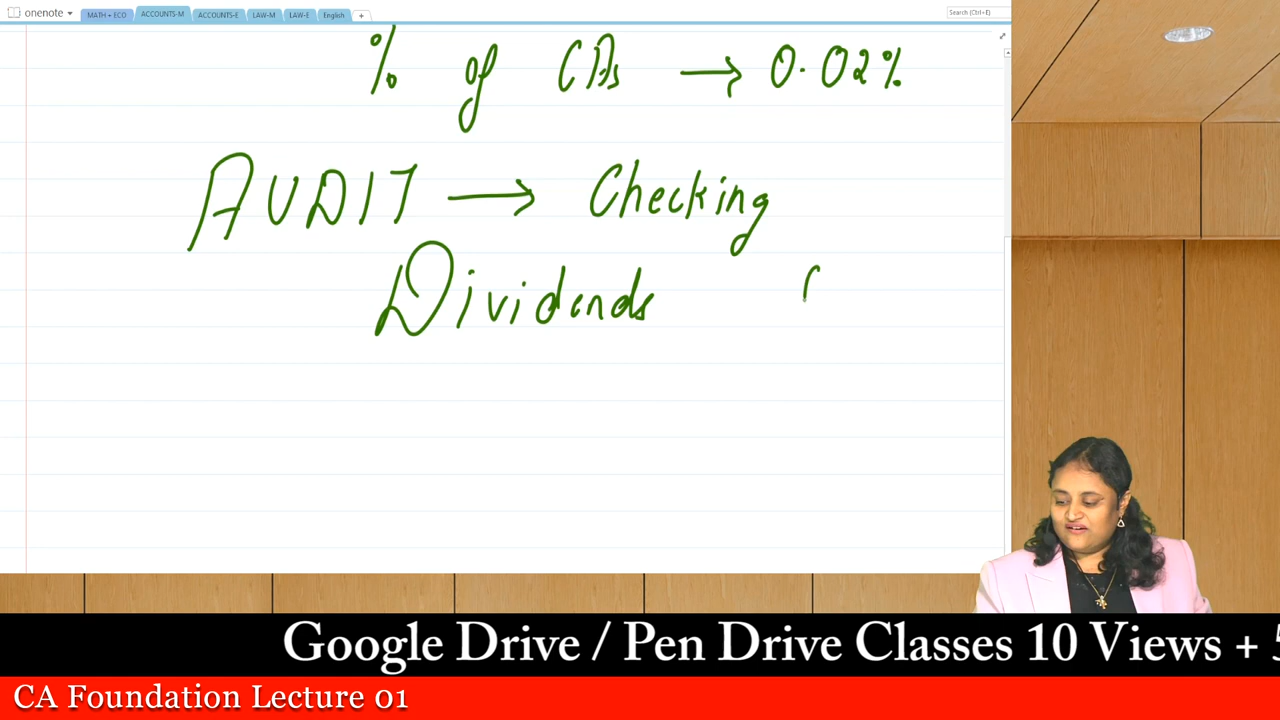 onenote
MATH + ECO ACCOUNTS-M ACCOUNTS-E LAW-M LAW-E English +
Search (Ctrl+E)
% of CAs → 0.02%
AUDIT → Checking
Dividends
Google Drive / Pen Drive Classes 10 Views +
CA Foundation Lecture 01